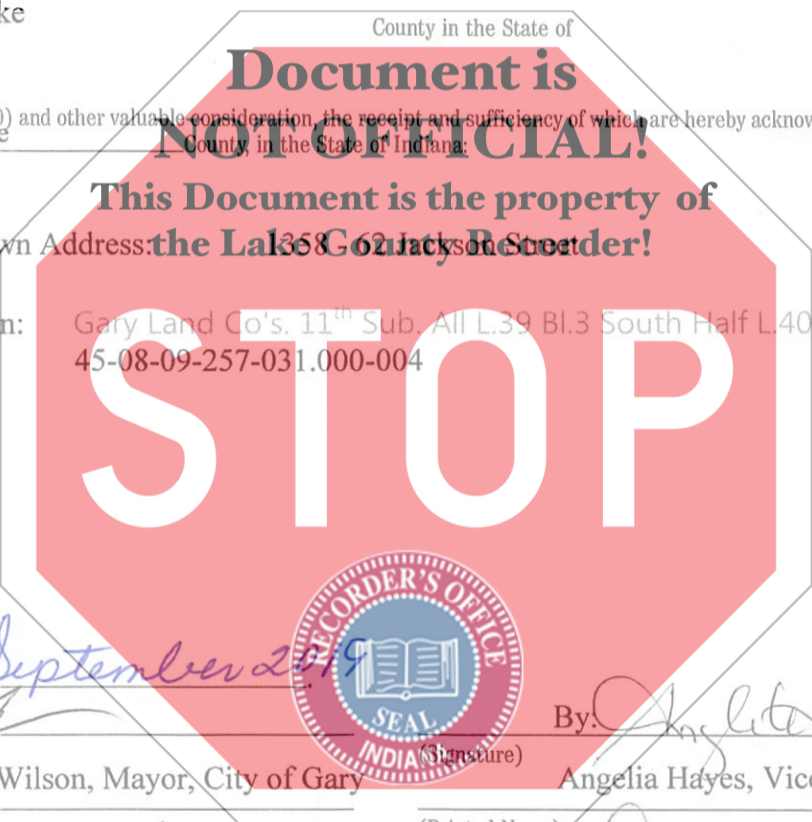 ke
County in the State of
Document is
) and other valuable consideration, the receipt and sufficiency of which are hereby acknow
NOT OFFICIAL!
County, in the State of Indiana:
This Document is the property of
wn Address: 1358 - 62 Jackson Street
the Lake County Recorder!
n: Gary Land Co's. 11th Sub. All L.39 Bl.3 South Half L.40
45-08-09-257-031.000-004
STOP
RECORDER'S OFFICE
SEAL
INDIANA
September 2019
By:
(Signature)
Wilson, Mayor, City of Gary
Angelia Hayes, Vic